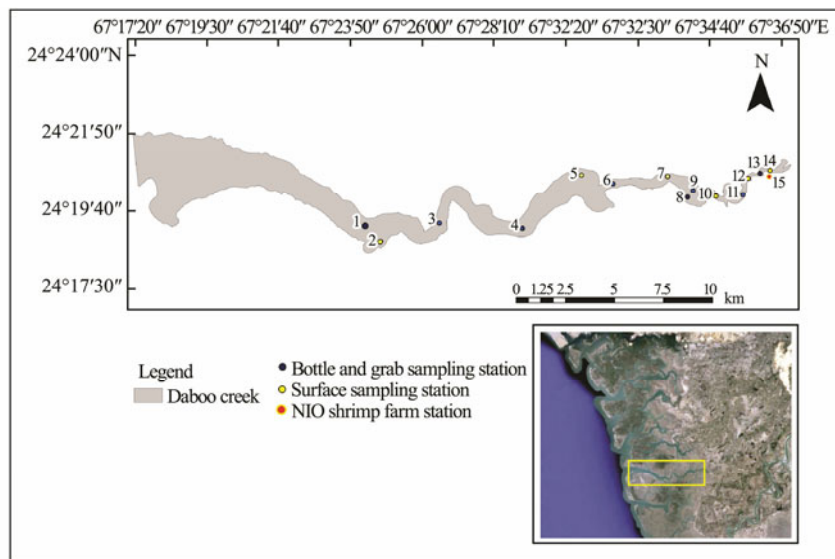 67°17′20″ 67°19′30″ 67°21′40″ 67°23′50″ 67°26′00″ 67°28′10″ 67°32′20″ 67°32′30″ 67°34′40″ 67°36′50″E
24°24′00″N
N
24°21′50″
5 6 7 9 12 13 14
8 10 11 15
24°19′40″
1 3 4
2
24°17′30″
0 1.25 2.5 5 7.5 10
km
Legend
Daboo creek
Bottle and grab sampling station
Surface sampling station
NIO shrimp farm station